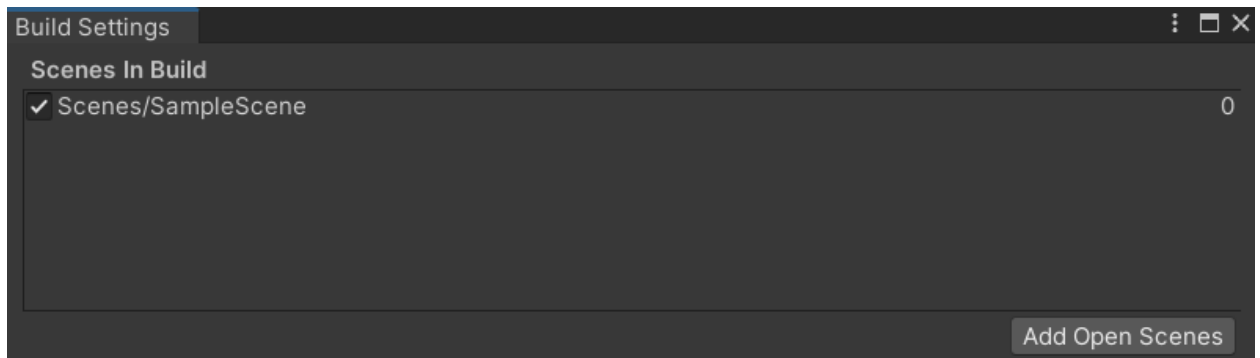 Build Settings
Scenes In Build
Scenes/SampleScene 0
Add Open Scenes